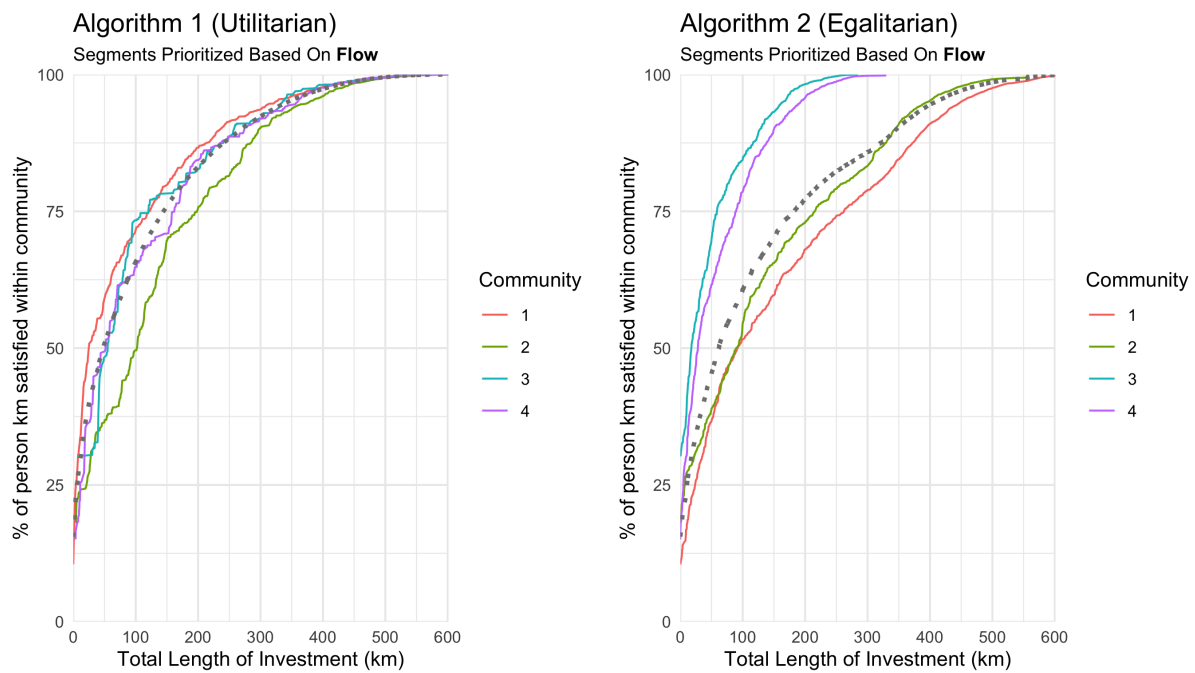 Algorithm 1 (Utilitarian)
Segments Prioritized Based On Flow
% of person km satisfied within community
100
75
50
25
0
0 100 200 300 400 500 600
Total Length of Investment (km)
Community
1
2
3
4
Algorithm 2 (Egalitarian)
Segments Prioritized Based On Flow
% of person km satisfied within community
100
75
50
25
0
0 100 200 300 400 500 600
Total Length of Investment (km)
Community
1
2
3
4